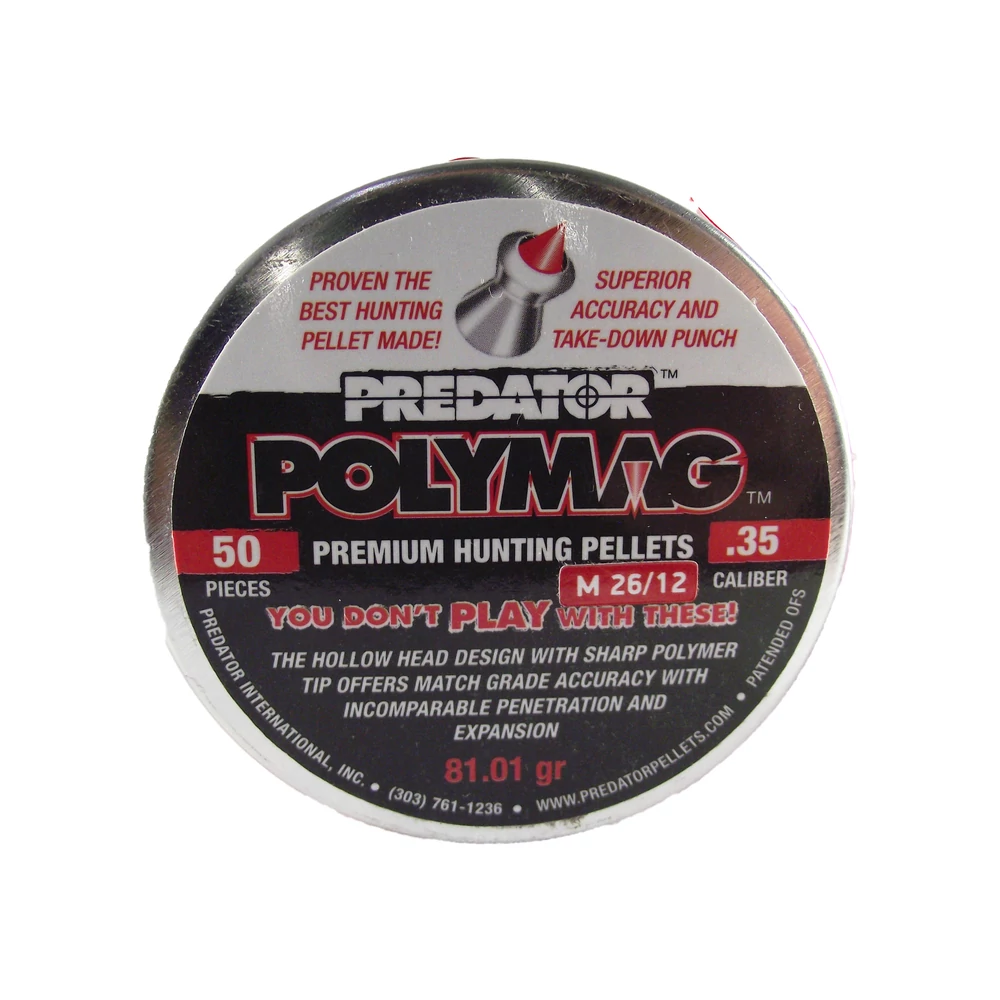 PROVEN THE
BEST HUNTING
PELLET MADE!
SUPERIOR
ACCURACY AND
TAKE-DOWN PUNCH
PREDATOR™
POLYMAG™
50
PIECES
PREMIUM HUNTING PELLETS
.35
CALIBER
M 26/12
YOU DON'T PLAY WITH THESE!
THE HOLLOW HEAD DESIGN WITH SHARP POLYMER
TIP OFFERS MATCH GRADE ACCURACY WITH
INCOMPARABLE PENETRATION AND
EXPANSION
81.01 gr
PREDATOR INTERNATIONAL, INC. • (303) 761-1236 • WWW.PREDATORPELLETS.COM • PATENTED OFS